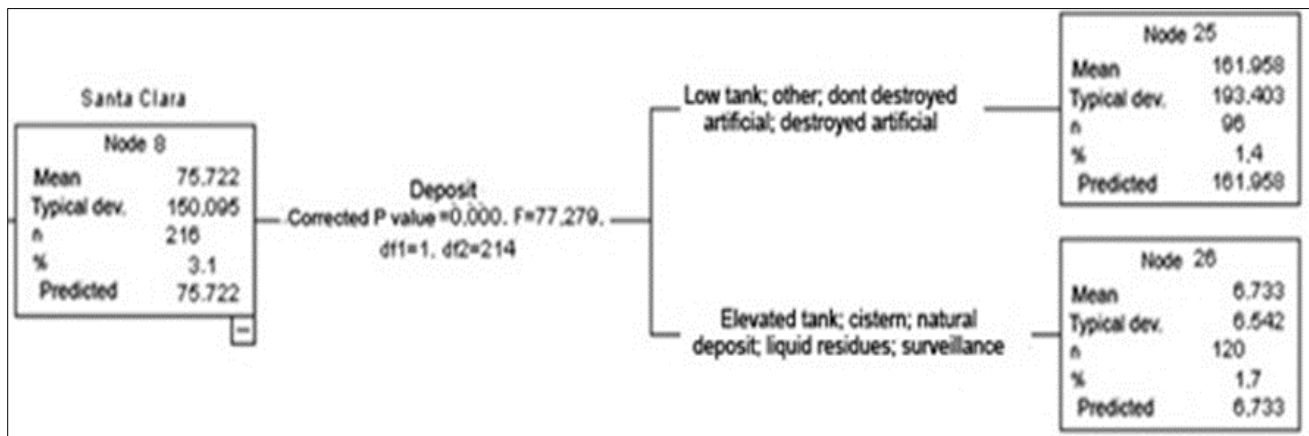 Santa Clara
Node 8
Mean 75.722
Typical dev. 150.095
n 216
% 3.1
Predicted 75.722
Deposit
Corrected P value =0,000. F=77,279.
df1=1. df2=214
Low tank; other; dont destroyed
artificial; destroyed artificial
Elevated tank; cistern; natural
deposit; liquid residues; surveillance
Node 25
Mean 161.958
Typical dev. 193.403
n 96
% 1.4
Predicted 161.958
Node 26
Mean 6.733
Typical dev. 6.542
n 120
% 1.7
Predicted 6.733